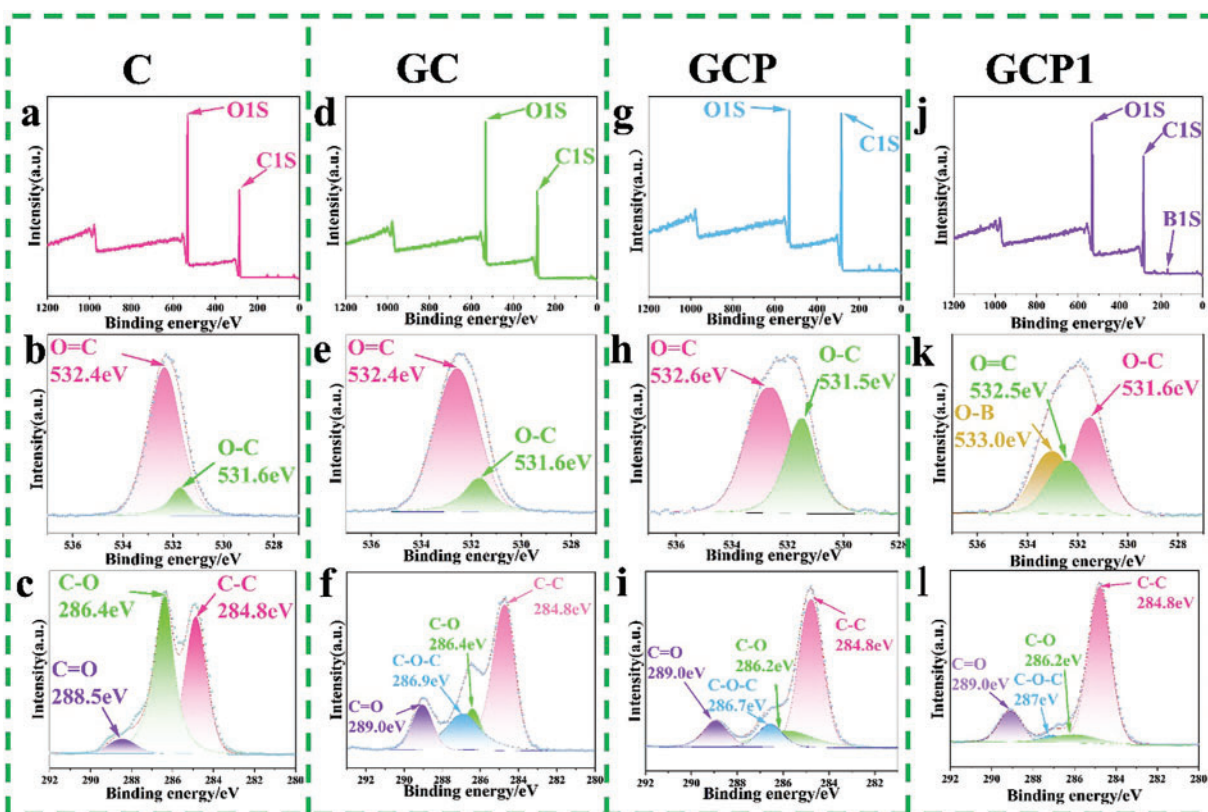 C
GC
GCP
GCP1
a
O1S
C1S
Intensity(a.u.)
1200 1000 800 600 400 200 0
Binding energy/eV
d
O1S
C1S
Intensity(a.u.)
1200 1000 800 600 400 200 0
Binding energy/eV
g
O1S
C1S
Intensity(a.u.)
1200 1000 800 600 400 200 0
Binding energy/eV
j
O1S
C1S
B1S
Intensity(a.u.)
1200 1000 800 600 400 200 0
Binding energy/eV
b
O=C
532.4eV
O-C
531.6eV
Intensity(a.u.)
536 534 532 530 528
Binding energy/eV
e
O=C
532.4eV
O-C
531.6eV
Intensity(a.u.)
536 534 532 530 528
Binding energy/eV
h
O=C
532.6eV
O-C
531.5eV
Intensity(a.u.)
536 534 532 530 528
Binding energy/eV
k
O=C
532.5eV
O-C
531.6eV
O-B
533.0eV
Intensity(a.u.)
536 534 532 530 528
Binding energy/eV
c
C-O
286.4eV
C-C
284.8eV
C=O
288.5eV
Intensity(a.u.)
292 290 288 286 284 282 280
Binding energy/eV
f
C-C
284.8eV
C-O
286.4eV
C-O-C
286.9eV
C=O
289.0eV
Intensity(a.u.)
292 290 288 286 284 282 280
Binding energy/eV
i
C-C
284.8eV
C-O
286.2eV
C=O
289.0eV
C-O-C
286.7eV
Intensity(a.u.)
292 290 288 286 284 282
Binding energy/eV
l
C-C
284.8eV
C-O
286.2eV
C=O
289.0eV
C-O-C
287eV
Intensity(a.u.)
292 290 288 286 284 282 280
Binding energy/eV